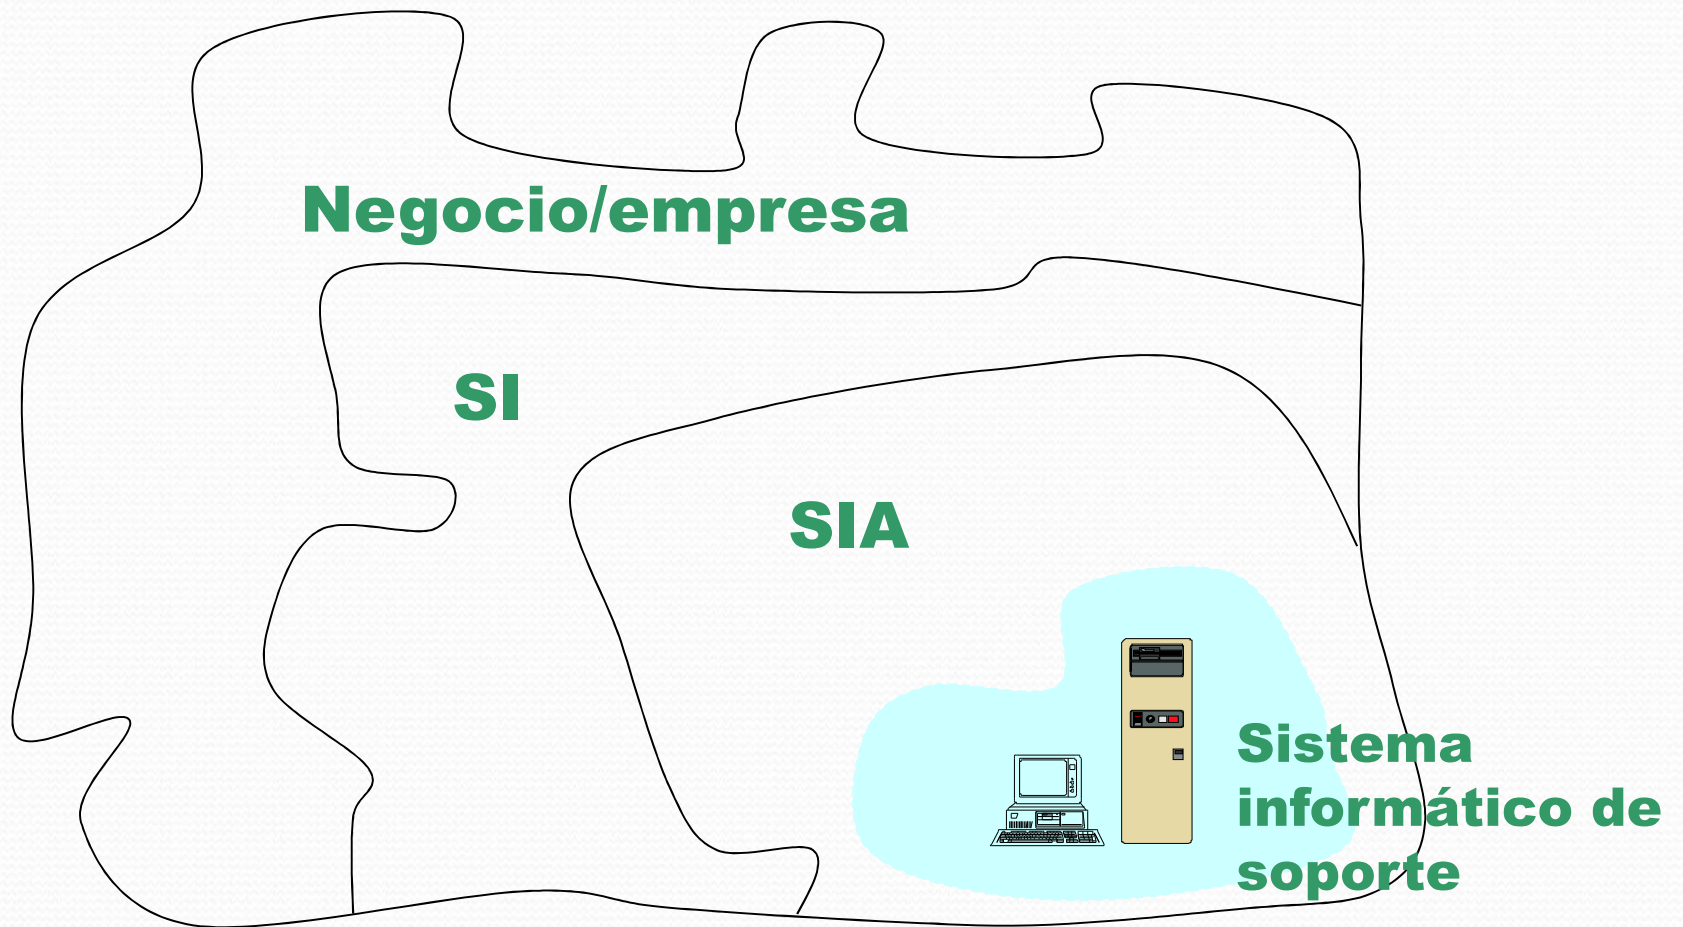 Negocio/empresa
SI
SIA
Sistema
informático de
soporte